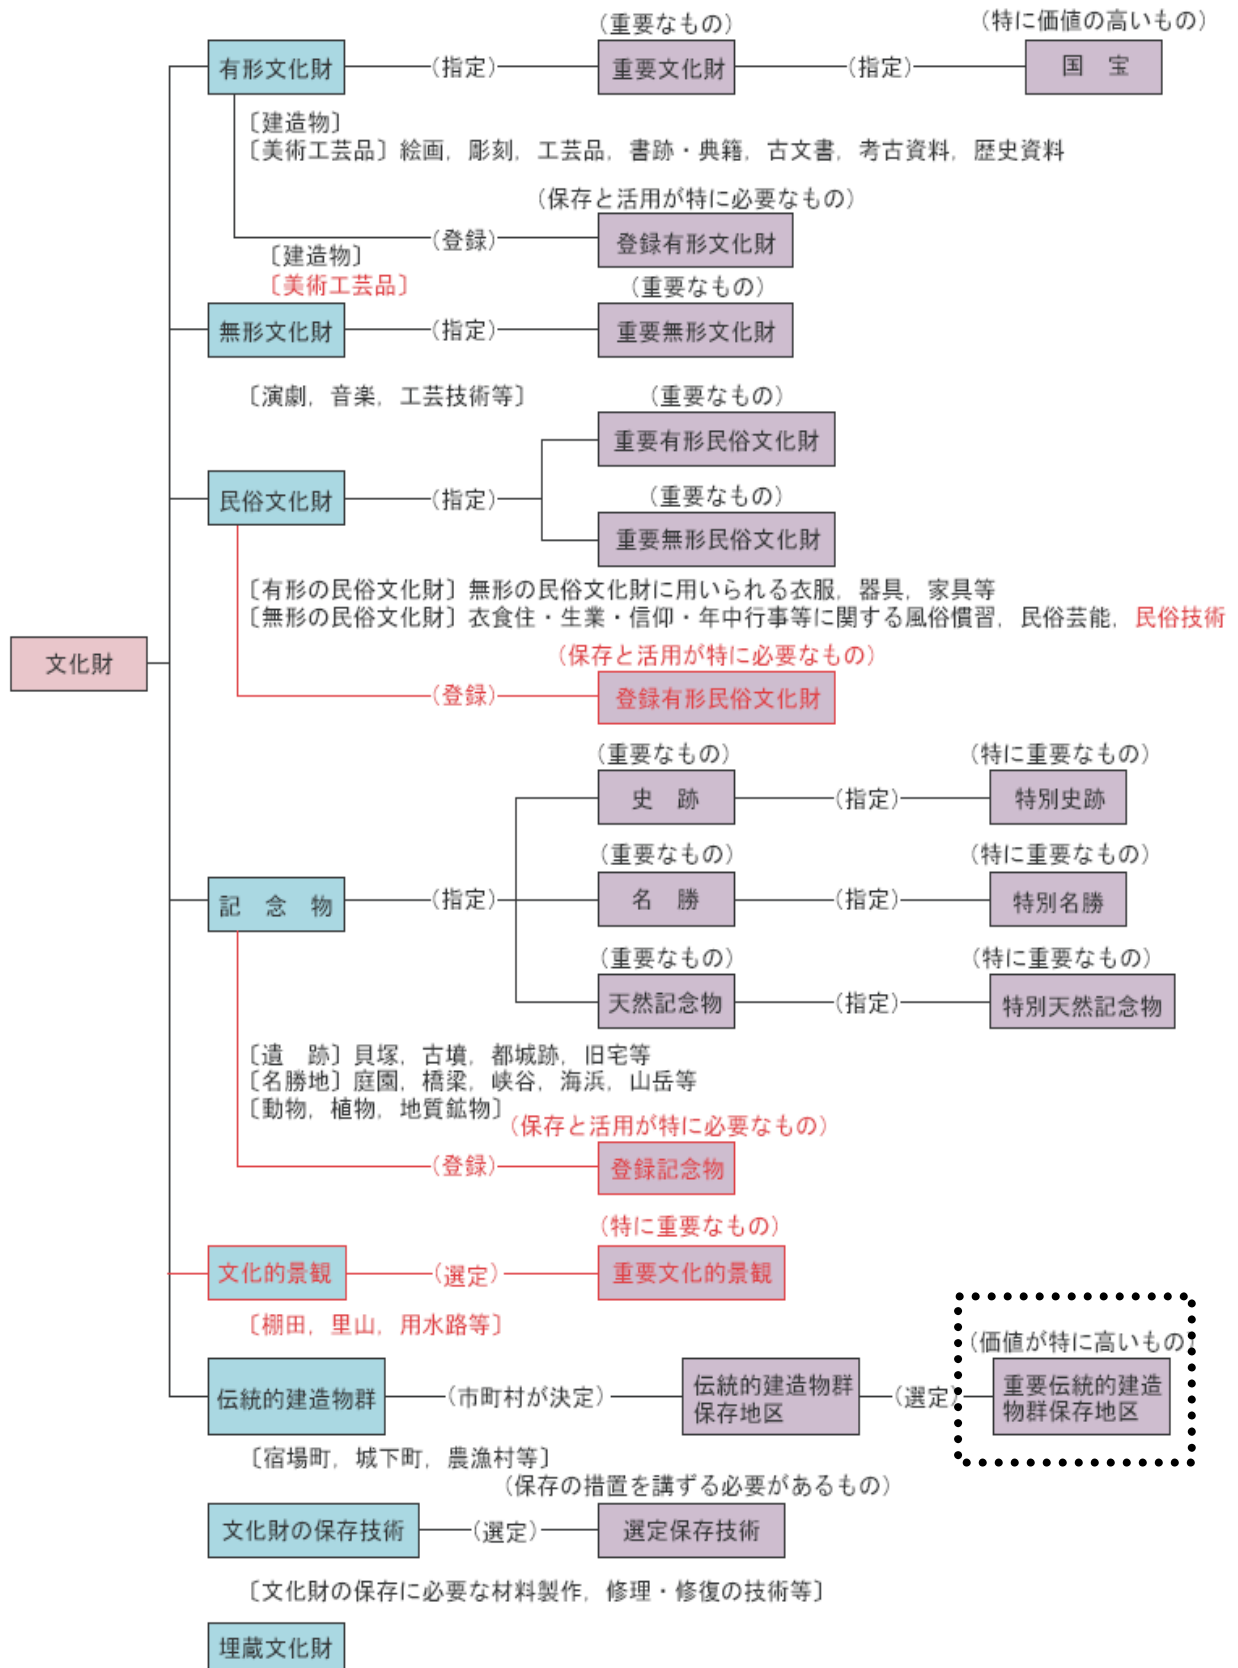 (重要なもの)
(特に価値の高いもの)
有形文化財
(指定)
重要文化財
(指定)
国　宝
〔建造物〕
〔美術工芸品〕絵画，彫刻，工芸品，書跡・典籍，古文書，考古資料，歴史資料
(保存と活用が特に必要なもの)
(登録)
登録有形文化財
〔建造物〕
〔美術工芸品〕
(重要なもの)
無形文化財
(指定)
重要無形文化財
〔演劇，音楽，工芸技術等〕
(重要なもの)
重要有形民俗文化財
民俗文化財
(指定)
(重要なもの)
重要無形民俗文化財
〔有形の民俗文化財〕無形の民俗文化財に用いられる衣服，器具，家具等
〔無形の民俗文化財〕衣食住・生業・信仰・年中行事等に関する風俗慣習，民俗芸能，民俗技術
文化財
(保存と活用が特に必要なもの)
(登録)
登録有形民俗文化財
(重要なもの)
(特に重要なもの)
史　跡
(指定)
特別史跡
(重要なもの)
(特に重要なもの)
記　念　物
(指定)
名　勝
(指定)
特別名勝
(重要なもの)
(特に重要なもの)
天然記念物
(指定)
特別天然記念物
〔遺　跡〕貝塚，古墳，都城跡，旧宅等
〔名勝地〕庭園，橋梁，峡谷，海浜，山岳等
〔動物，植物，地質鉱物〕
(保存と活用が特に必要なもの)
(登録)
登録記念物
(特に重要なもの)
文化的景観
(選定)
重要文化的景観
〔棚田，里山，用水路等〕
(価値が特に高いもの)
伝統的建造物群
(市町村が決定)
伝統的建造物群
保存地区
(選定)
重要伝統的建造
物群保存地区
〔宿場町，城下町，農漁村等〕
(保存の措置を講ずる必要があるもの)
文化財の保存技術
(選定)
選定保存技術
〔文化財の保存に必要な材料製作，修理・修復の技術等〕
埋蔵文化財